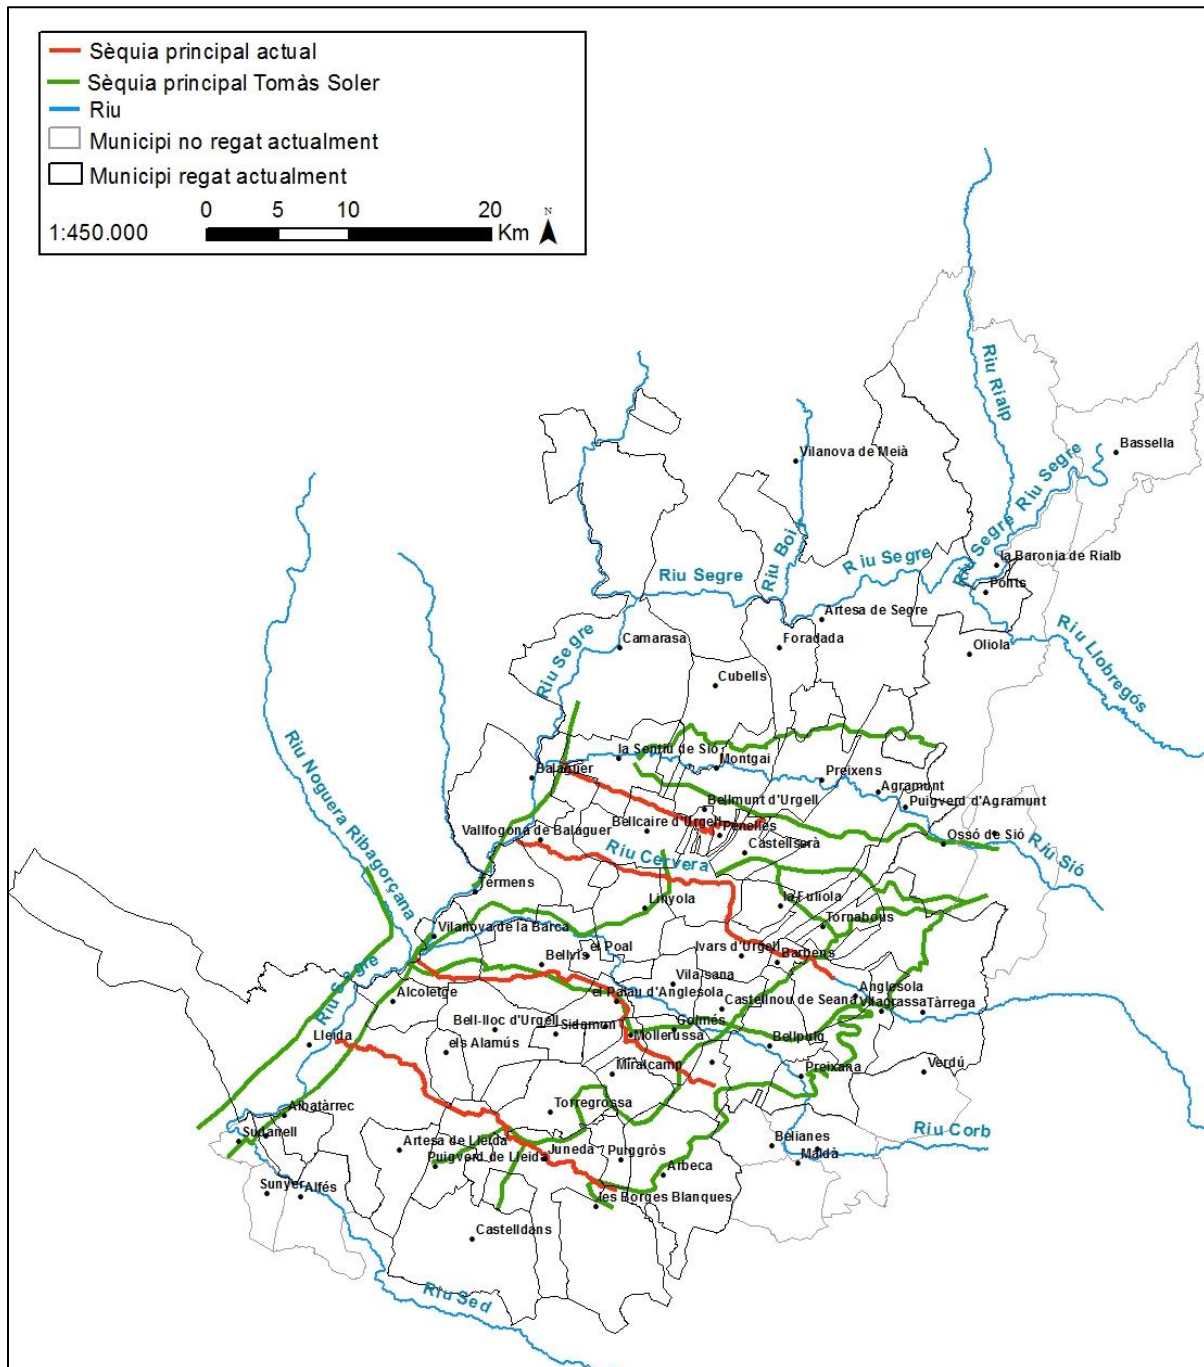 Sèquia principal actual
Sèquia principal Tomàs Soler
Riu
Municipi no regat actualment
Municipi regat actualment
0 5 10 20
1:450.000 Km N
Riu Rialp
Bassella
Vilanova de Meià
Riu Segre
Riu Segre
Riu Boix
Riu Segre
Riu Segre
la Baronia de Rialb
Ponts
Artesa de Segre
Riu Segre
Camarasa
Foradada
Oliola
Riu Llobregós
Cubells
Riu Noguera Ribagorçana
la Sentiu de Sió
Montgai
Balaguer
Preixens
Agramunt
Puigverd d'Agramunt
Bellmunt d'Urgell
Bellcaire d'Urgell
Penelles
Vallfogona de Balaguer
Ossó de Sió
Riu Cervera
Castellserà
Riu Sió
Térmens
Linyola
la Fuliola
Tornabous
Vilanova de la Barca
el Poal
Ivars d'Urgell
Bellvís
Barbens
Riu Segre
Vila-sana
Anglesola
Alcoletge
el Palau d'Anglesola
Castellnou de Seana
Vilagrassa
Tàrrega
Bell-lloc d'Urgell
Sidamon
Golmés
Lleida
els Alamús
Mollerussa
Bellpuig
Miralcamp
Preixana
Verdú
Torregrossa
Albatàrrec
Sudanell
Artesa de Lleida
Belianes
Riu Corb
Juneda
Puiggròs
Maldà
Puigverd de Lleida
Arbeca
Sunyer
Alfés
les Borges Blanques
Castelldans
Riu Sed